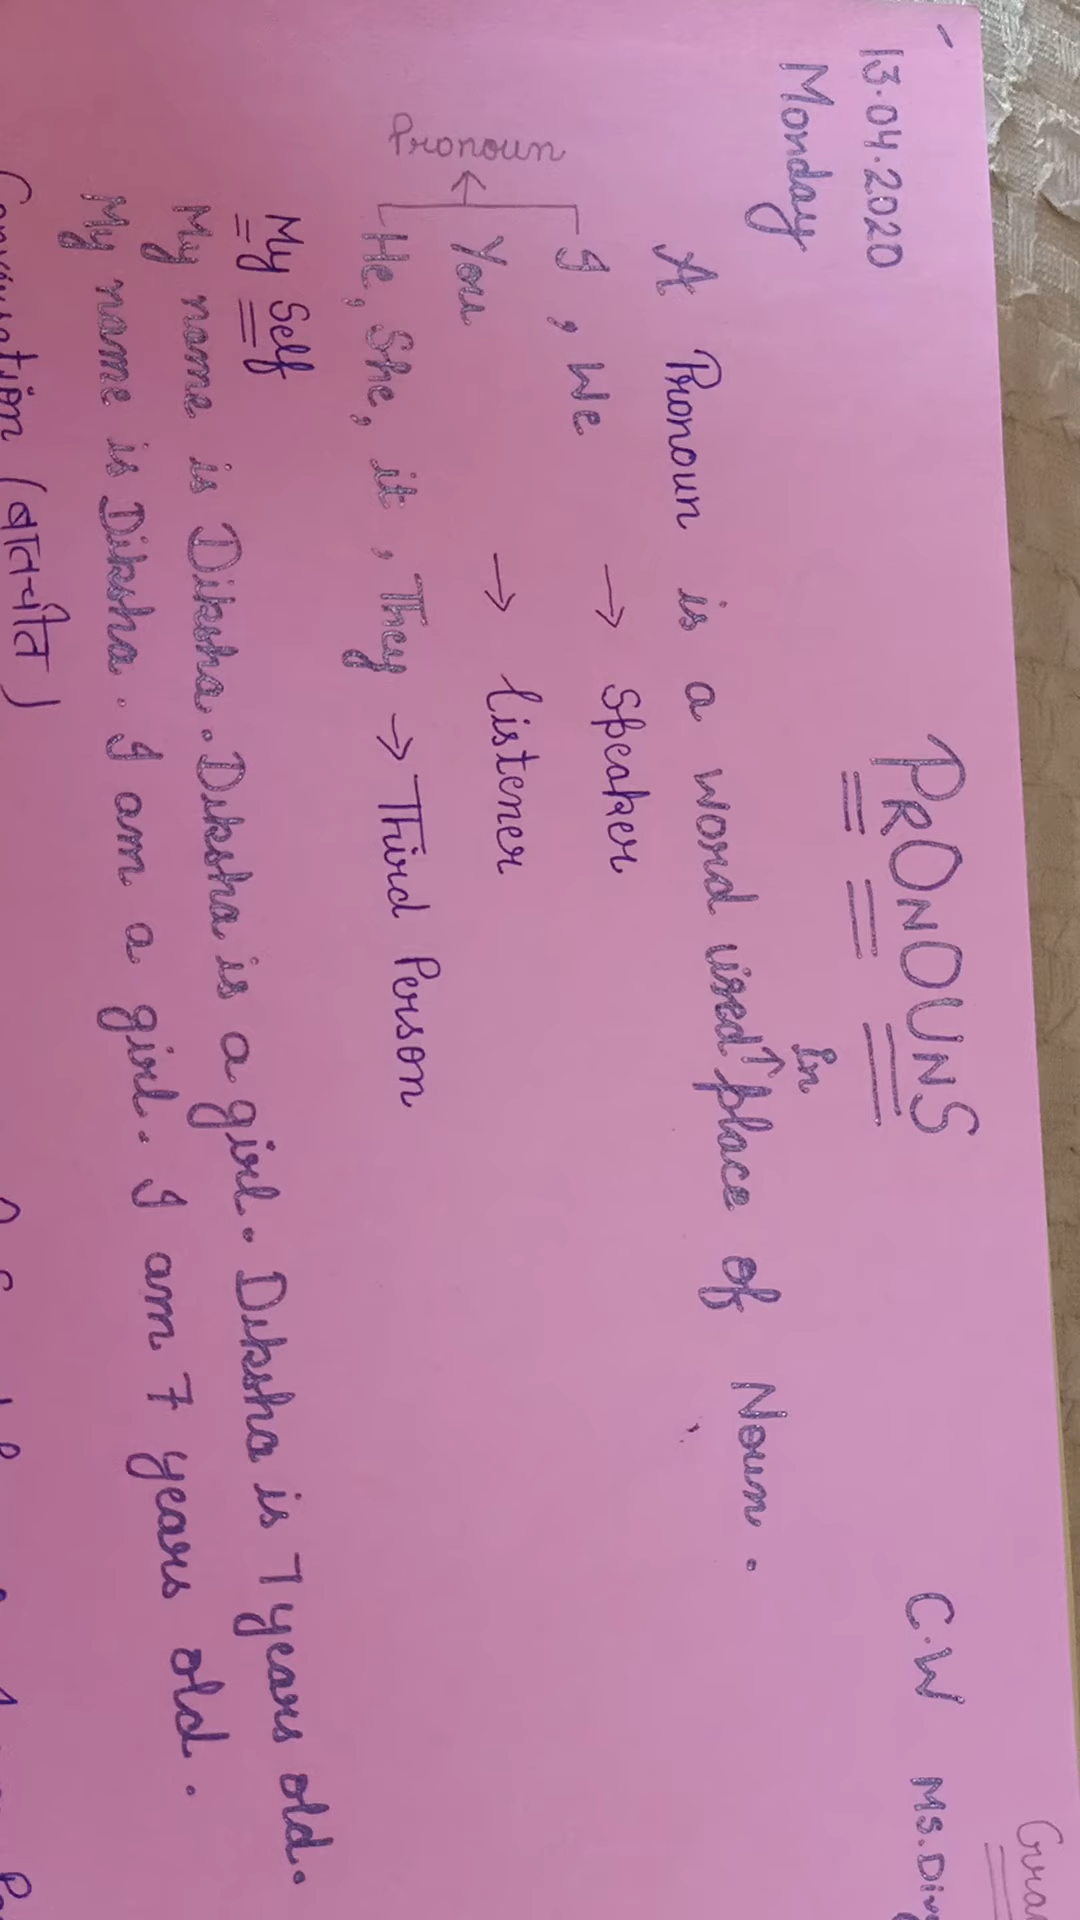 13.04.2020 C.W Ms.
Monday
PRONOUNS
A Pronoun is a word used ^ In place of Noun.
Pronoun
I, We → Speaker
You → listener
He, She, it, They → Third Person
My Self
My name is Diksha. Diksha is a girl. Diksha is 7 years old.
My name is Diksha. I am a girl. I am 7 years old.
(बातचीत)